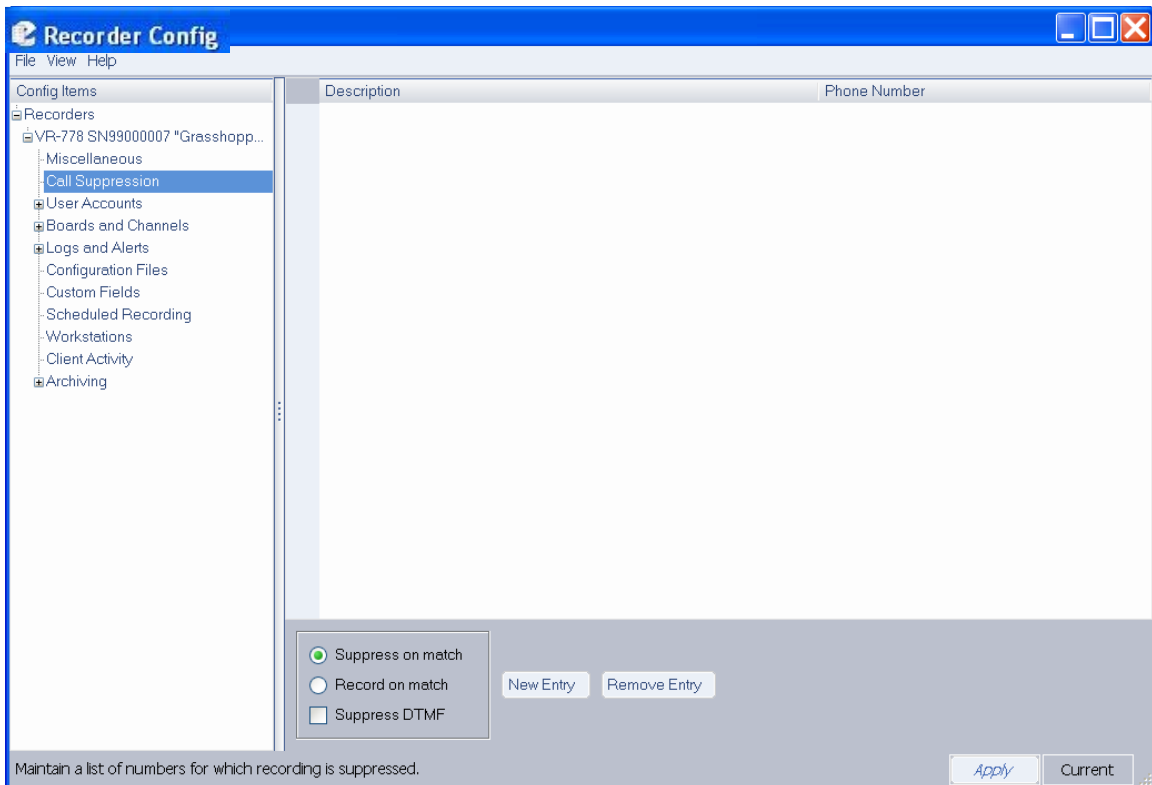 Recorder Config
File View Help
Config Items
Description Phone Number
Recorders
VR-778 SN99000007 "Grasshopp...
Miscellaneous
Call Suppression
User Accounts
Boards and Channels
Logs and Alerts
Configuration Files
Custom Fields
Scheduled Recording
Workstations
Client Activity
Archiving
Suppress on match
Record on match
New Entry Remove Entry
Suppress DTMF
Maintain a list of numbers for which recording is suppressed.
Apply Current